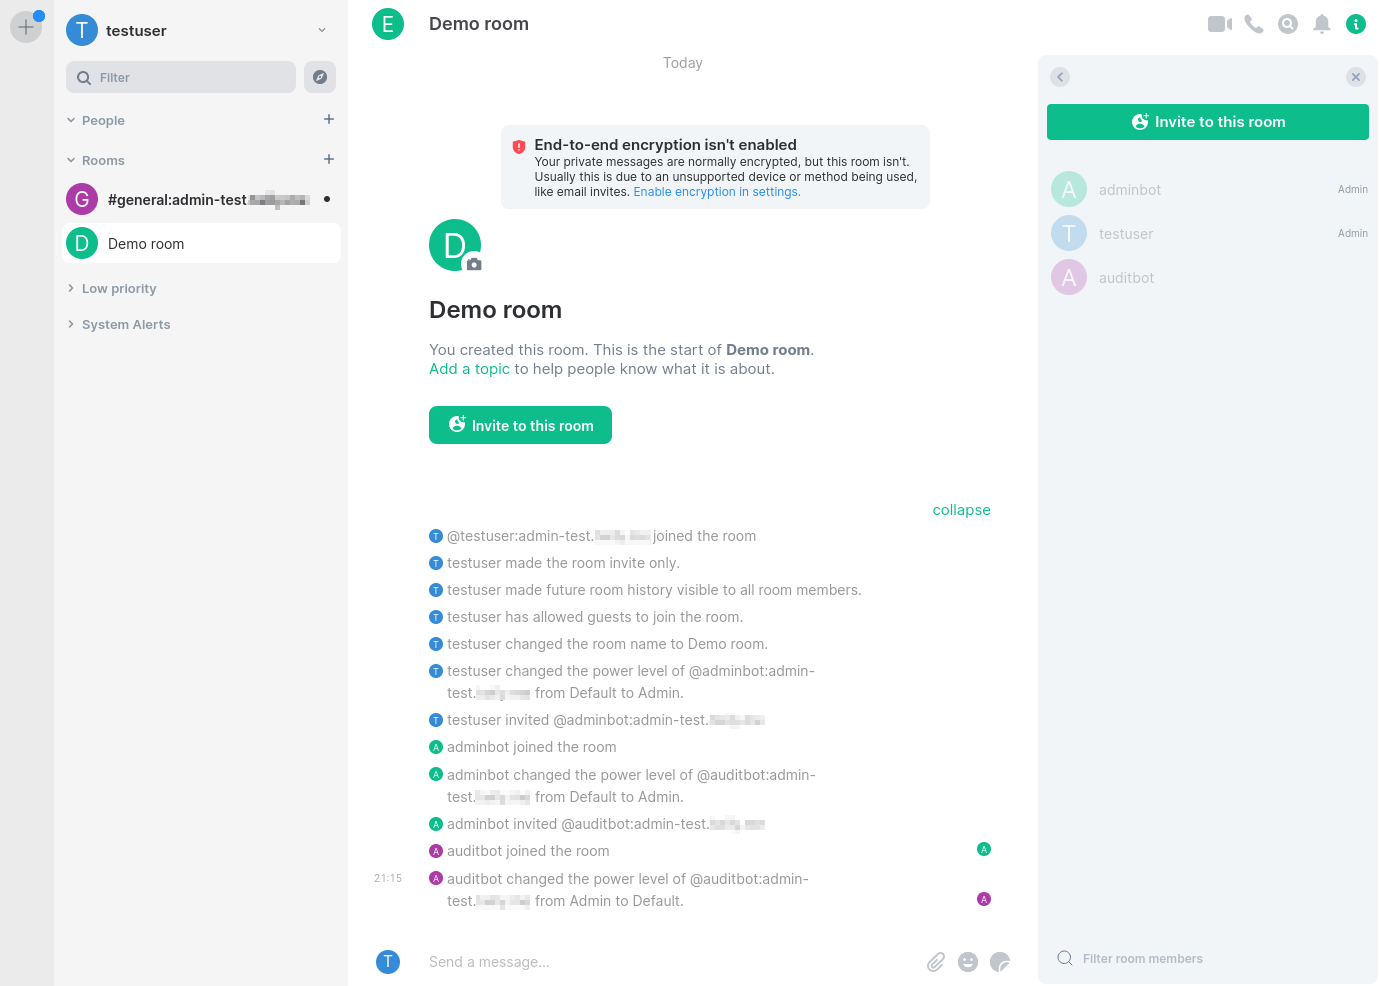 T testuser
Filter
People
Rooms
G #general:admin-test
D Demo room
Low priority
System Alerts
E Demo room
Today
End-to-end encryption isn't enabled
Your private messages are normally encrypted, but this room isn't.
Usually this is due to an unsupported device or method being used,
like email invites. Enable encryption in settings.
D
Demo room
You created this room. This is the start of Demo room.
Add a topic to help people know what it is about.
Invite to this room
collapse
T @testuser:admin-test. joined the room
T testuser made the room invite only.
T testuser made future room history visible to all room members.
T testuser has allowed guests to join the room.
T testuser changed the room name to Demo room.
T testuser changed the power level of @adminbot:admin-
test. from Default to Admin.
T testuser invited @adminbot:admin-test.
A adminbot joined the room
A adminbot changed the power level of @auditbot:admin-
test. from Default to Admin.
A adminbot invited @auditbot:admin-test.
A auditbot joined the room A
21:15 A auditbot changed the power level of @auditbot:admin-
test. from Admin to Default. A
T Send a message...
Invite to this room
A adminbot Admin
T testuser Admin
A auditbot
Filter room members